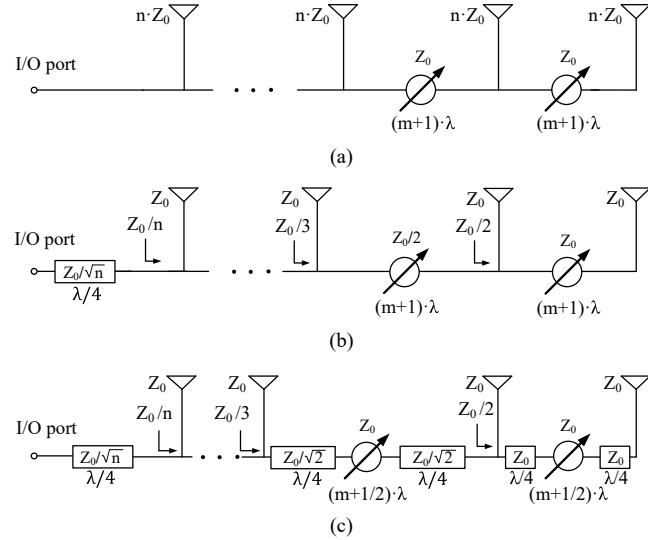 n·Z₀ n·Z₀ n·Z₀ n·Z₀
I/O port
Z₀ Z₀
(m+1)·λ (m+1)·λ
(a)
Z₀ Z₀ Z₀ Z₀
Z₀/n Z₀/3 Z₀/2 Z₀/2 Z₀
I/O port
Z₀/√n
λ/4
(m+1)·λ (m+1)·λ
(b)
Z₀ Z₀ Z₀ Z₀
Z₀/n Z₀/3 Z₀ Z₀/2 Z₀
I/O port
Z₀/√n Z₀/√2 Z₀/√2 Z₀ Z₀
λ/4 λ/4 λ/4 λ/4 λ/4
(m+1/2)·λ (m+1/2)·λ
(c)